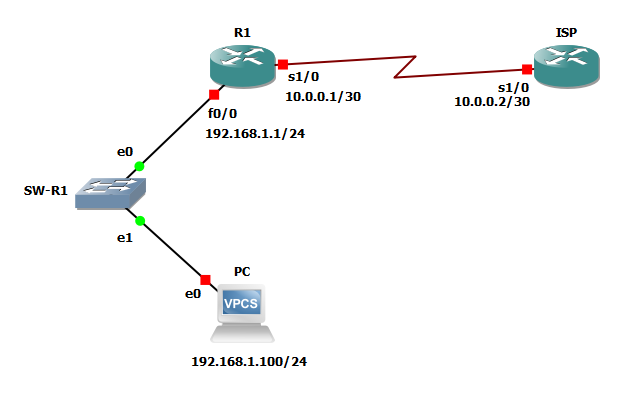 R1
ISP
s1/0
10.0.0.1/30
s1/0
10.0.0.2/30
f0/0
192.168.1.1/24
e0
SW-R1
e1
PC
e0
VPCS
192.168.1.100/24